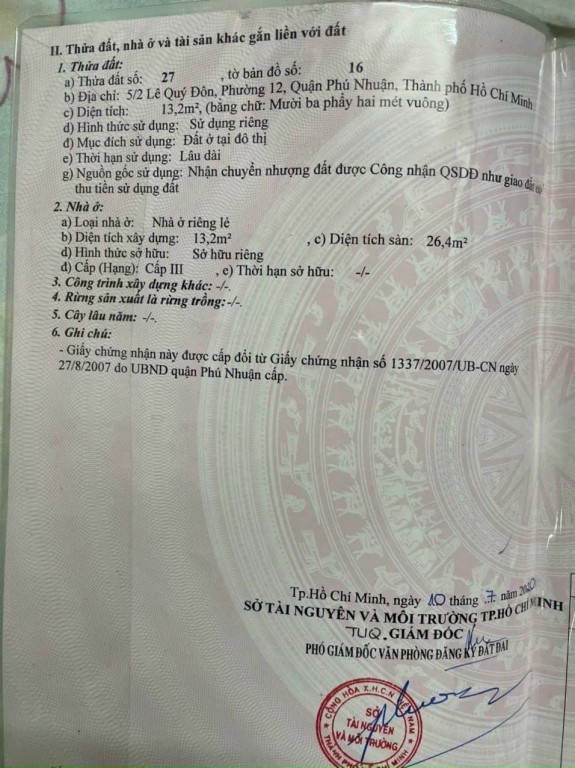 II. Thửa đất, nhà ở và tài sản khác gắn liền với đất
1. Thửa đất:
a) Thửa đất số: 27 , tờ bản đồ số: 16
b) Địa chỉ: 5/2 Lê Quý Đôn, Phường 12, Quận Phú Nhuận, Thành phố Hồ Chí Minh
c) Diện tích: 13,2m², (bằng chữ: Mười ba phẩy hai mét vuông)
d) Hình thức sử dụng: Sử dụng riêng
đ) Mục đích sử dụng: Đất ở tại đô thị
e) Thời hạn sử dụng: Lâu dài
g) Nguồn gốc sử dụng: Nhận chuyển nhượng đất được Công nhận QSDĐ như giao đất có
thu tiền sử dụng đất
2. Nhà ở:
a) Loại nhà ở: Nhà ở riêng lẻ
b) Diện tích xây dựng: 13,2m² , c) Diện tích sàn: 26,4m²
d) Hình thức sở hữu: Sở hữu riêng
đ) Cấp (Hạng): Cấp III , e) Thời hạn sở hữu: -/-
3. Công trình xây dựng khác: -/-.
4. Rừng sản xuất là rừng trồng:-/-.
5. Cây lâu năm: -/-.
6. Ghi chú:
- Giấy chứng nhận này được cấp đổi từ Giấy chứng nhận số 1337/2007/UB-CN ngày
27/8/2007 do UBND quận Phú Nhuận cấp.
Tp.Hồ Chí Minh, ngày 10 tháng 7 năm 2020
SỞ TÀI NGUYÊN VÀ MÔI TRƯỜNG TP.HỒ CHÍ MINH
TUQ. GIÁM ĐỐC
PHÓ GIÁM ĐỐC VĂN PHÒNG ĐĂNG KÝ ĐẤT ĐAI
CỘNG HÒA X.H.C.N VIỆT NAM
SỞ
TÀI NGUYÊN
VÀ MÔI TRƯỜNG
THÀNH PHỐ HỒ CHÍ MINH